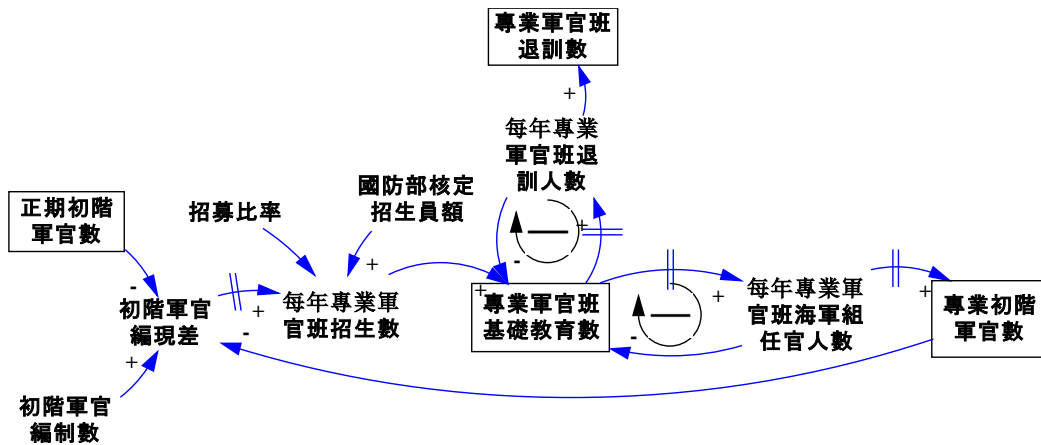 專業軍官班
退訓數
+
每年專業
軍官班退
訓人數
國防部核定
招生員額
招募比率
正期初階
軍官數
+
-
+
-
初階軍官
編現差
+
-
每年專業軍
官班招生數
+
專業軍官班
基礎教育數
-
+
每年專業軍
官班海軍組
任官人數
+
專業初階
軍官數
+
初階軍官
編制數